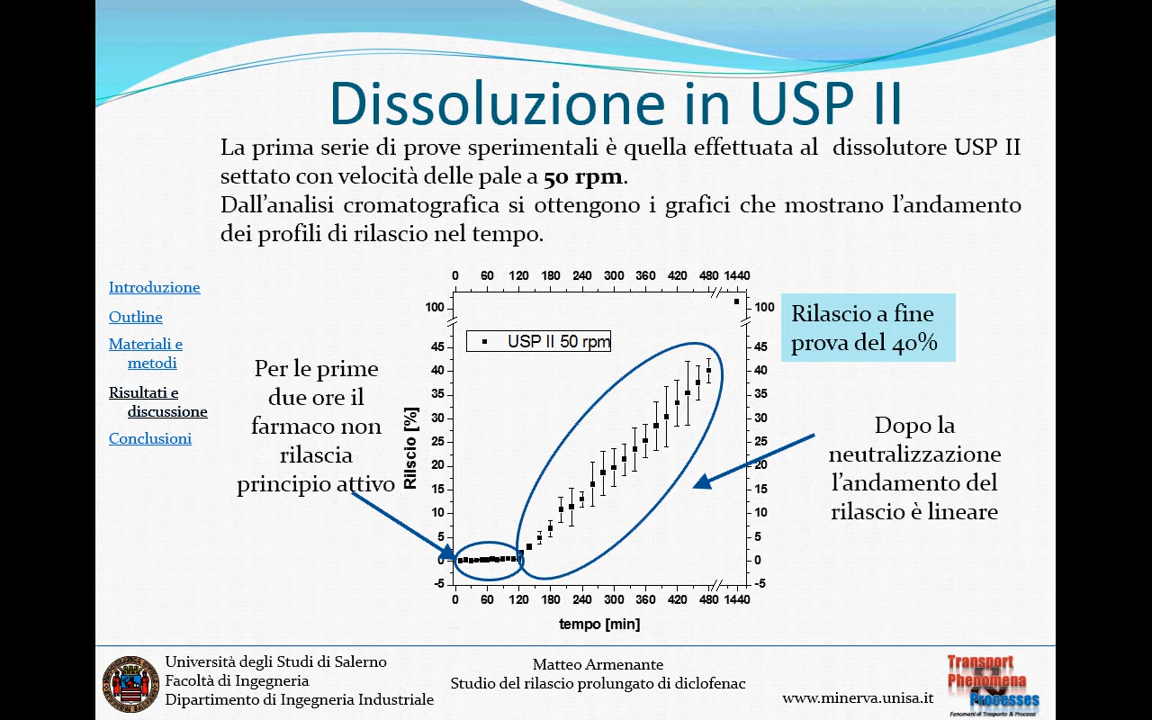 Dissoluzione in USP II
La prima serie di prove sperimentali è quella effettuata al dissolutore USP II
settato con velocità delle pale a 50 rpm.
Dall'analisi cromatografica si ottengono i grafici che mostrano l'andamento
dei profili di rilascio nel tempo.
Introduzione
Outline
Materiali e
metodi
Risultati e
discussione
Conclusioni
Per le prime
due ore il
farmaco non
rilascia
principio attivo
0 60 120 180 240 300 360 420 480 1440
100
45
40
35
30
25
20
15
10
5
0
-5
Rilscio [%]
USP II 50 rpm
100
45
40
35
30
25
20
15
10
5
0
-5
0 60 120 180 240 300 360 420 480 1440
tempo [min]
Rilascio a fine
prova del 40%
Dopo la
neutralizzazione
l'andamento del
rilascio è lineare
Università degli Studi di Salerno
Facoltà di Ingegneria
Dipartimento di Ingegneria Industriale
Matteo Armenante
Studio del rilascio prolungato di diclofenac
www.minerva.unisa.it
Transport
Phenomena
& Processes
Fenomeni di Trasporto & Processi